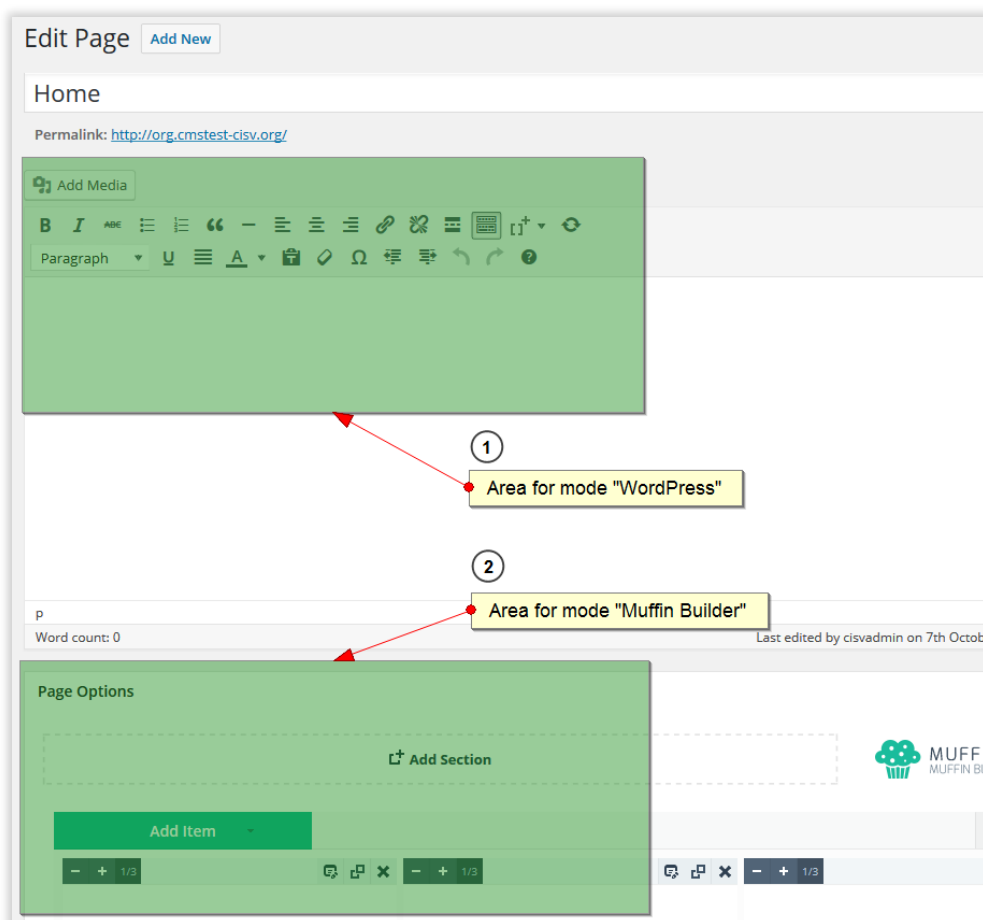 Edit Page Add New
Home
Permalink: http://org.cmstest-cisv.org/
Add Media
B I ABC
Paragraph U A Ω
1
Area for mode "WordPress"
2
Area for mode "Muffin Builder"
p
Word count: 0 Last edited by cisvadmin on 7th Octob
Page Options
Add Section
MUFF
MUFFIN B
Add Item
1/3 1/3 1/3